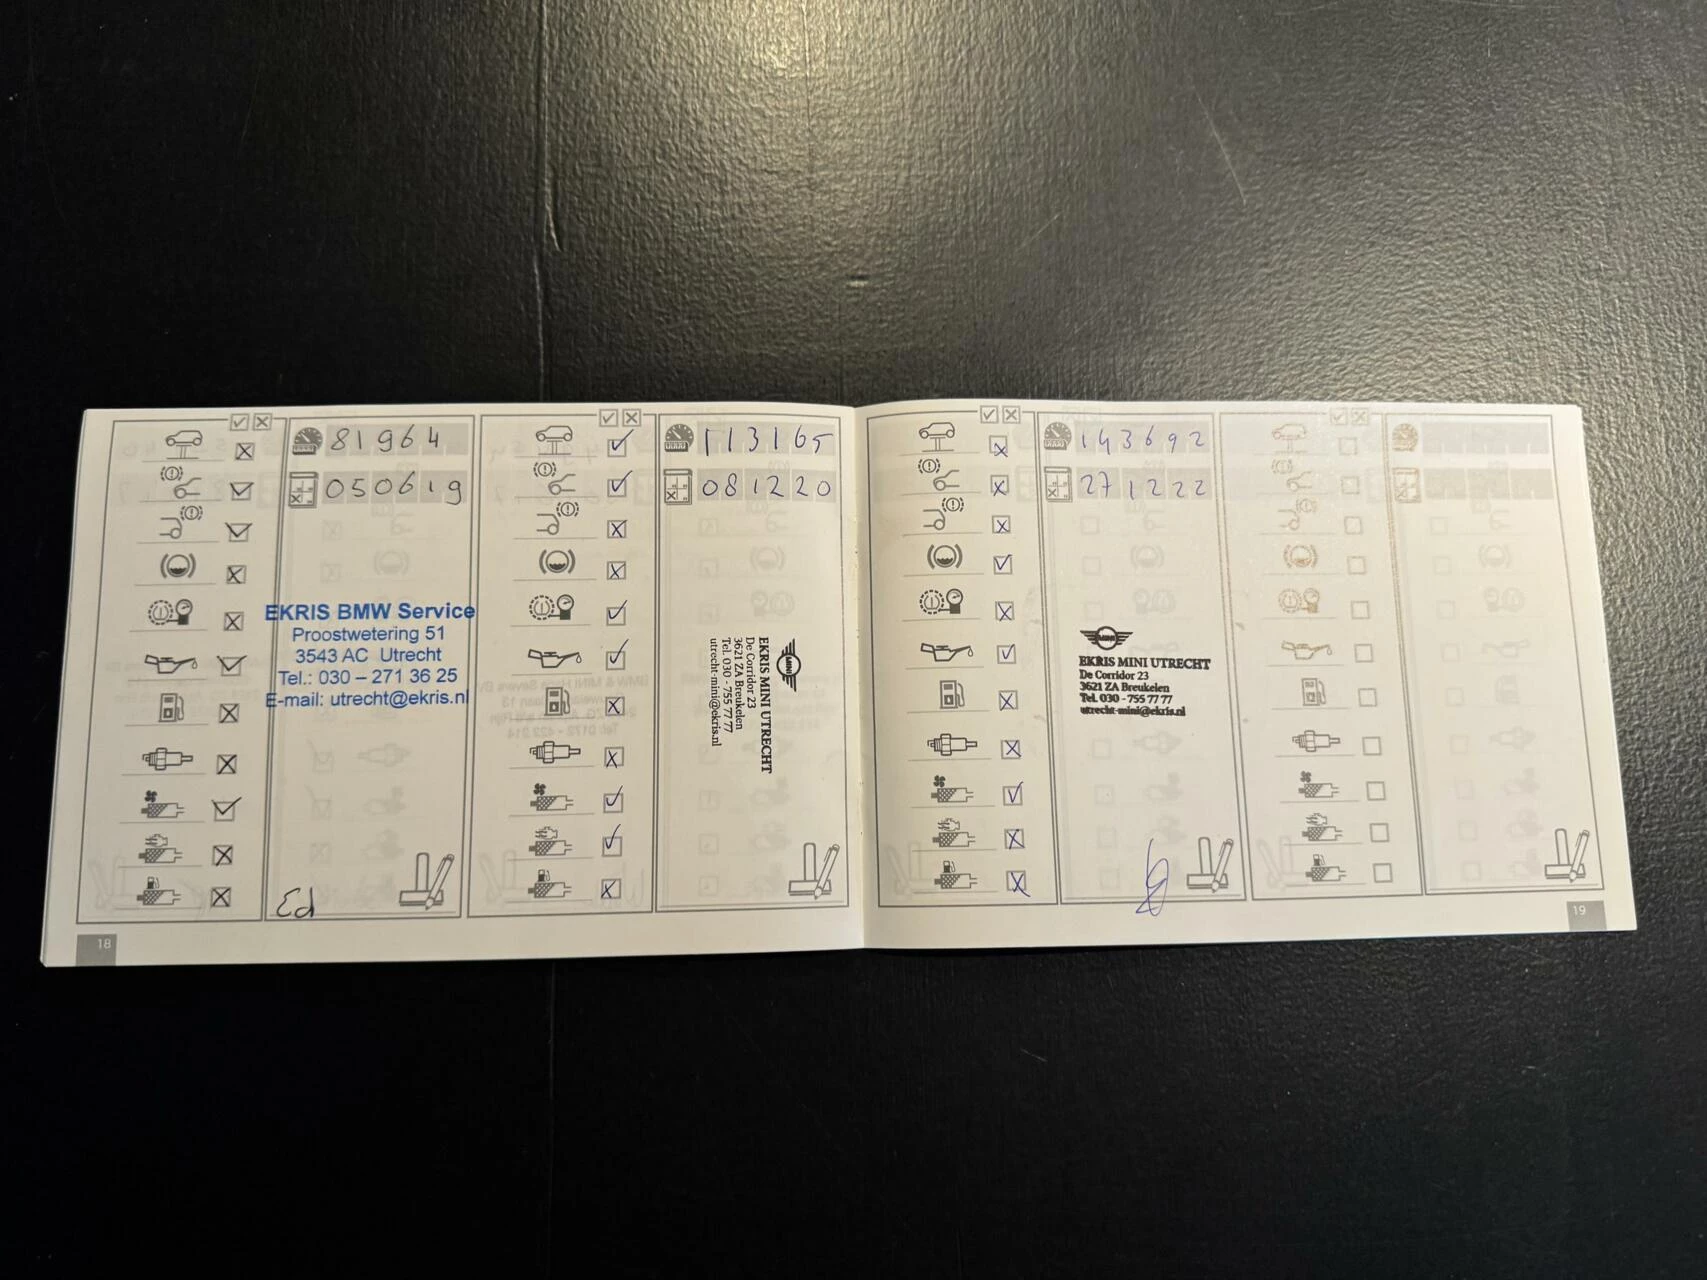 81964
050619
EKRIS BMW Service
Proostwetering 51
3543 AC Utrecht
Tel.: 030 – 271 36 25
E-mail: utrecht@ekris.nl
Ed
18
113165
081220
MINI
EKRIS MINI UTRECHT
De Corridor 23
3621 ZA Breukelen
Tel. 030 - 755 77 77
utrecht-mini@ekris.nl
143692
271222
MINI
EKRIS MINI UTRECHT
De Corridor 23
3621 ZA Breukelen
Tel. 030 - 755 77 77
utrecht-mini@ekris.nl
19